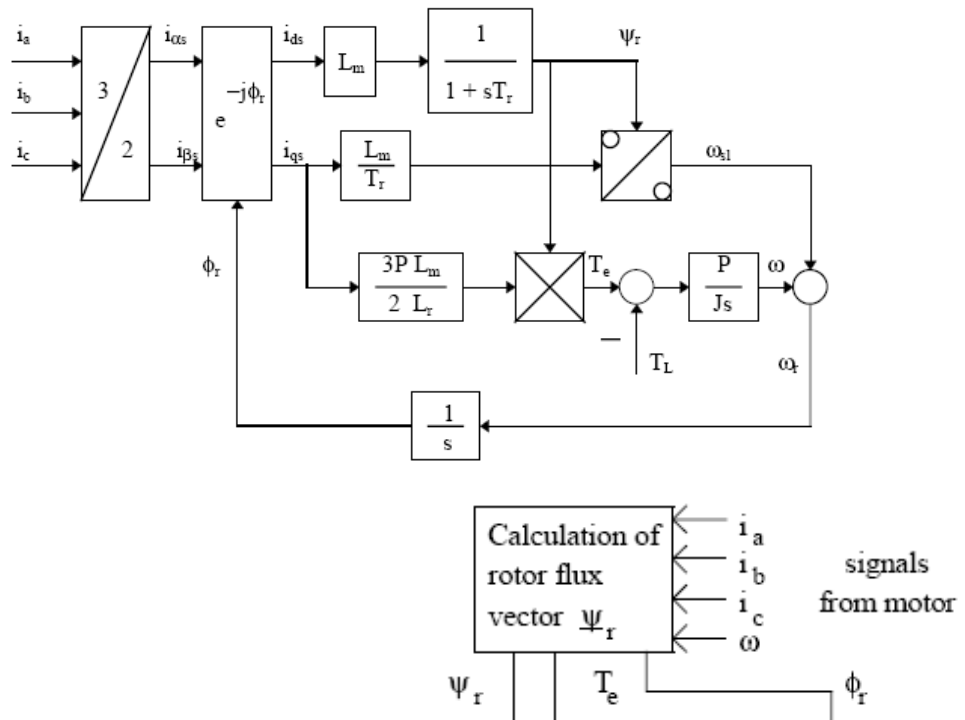 i_a
i_b
i_c
3
2
i_αs
i_βs
e^–jϕ_r
i_ds
i_qs
L_m
1
1 + sT_r
ψ_r
L_m
T_r
ω_sl
ϕ_r
3P L_m
2 L_r
T_e
P
Js
ω
—
T_L
ω_r
1
s
Calculation of
rotor flux
vector ψ_r
i_a
i_b
i_c
ω
signals
from motor
ψ_r
T_e
ϕ_r